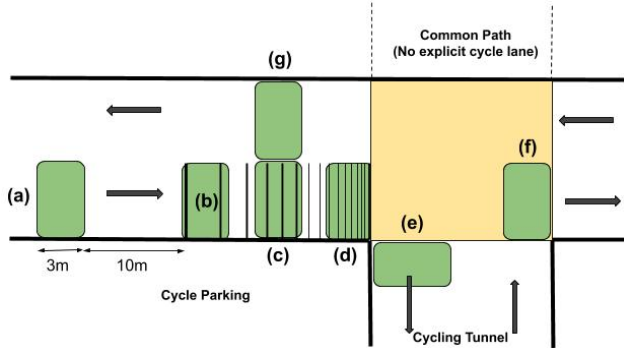 Common Path
(No explicit cycle lane)
(g)
(f)
(a)
(b)
(e)
3m
10m
(c)
(d)
Cycle Parking
Cycling Tunnel